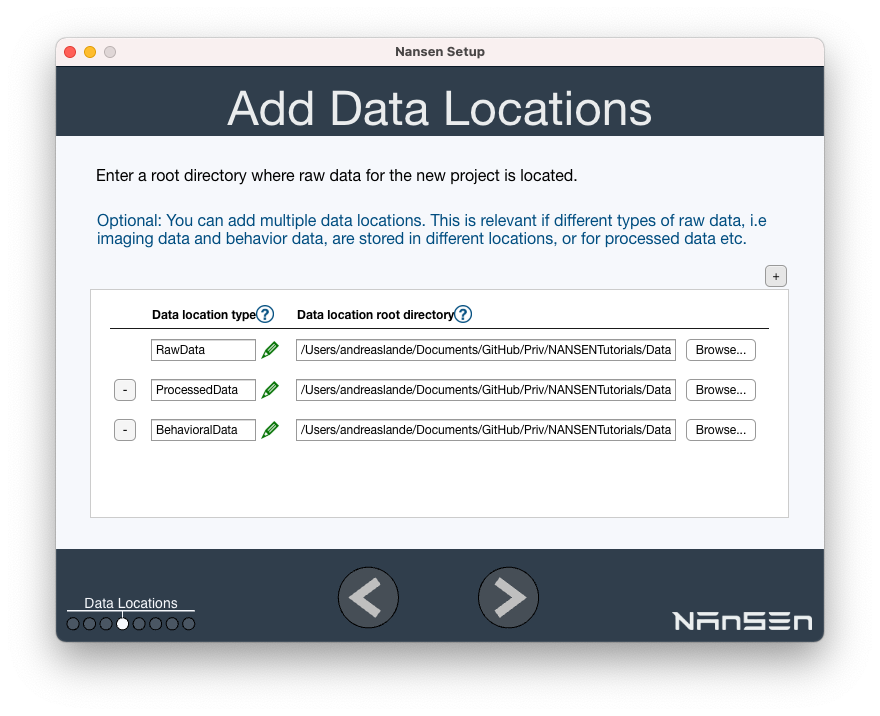 Nansen Setup
Add Data Locations
Enter a root directory where raw data for the new project is located.
Optional: You can add multiple data locations. This is relevant if different types of raw data, i.e
imaging data and behavior data, are stored in different locations, or for processed data etc.
+
Data location type ? Data location root directory ?
RawData /Users/andreaslande/Documents/GitHub/Priv/NANSENTutorials/Data Browse...
- ProcessedData /Users/andreaslande/Documents/GitHub/Priv/NANSENTutorials/Data Browse...
- BehavioralData /Users/andreaslande/Documents/GitHub/Priv/NANSENTutorials/Data Browse...
Data Locations
NANSEN